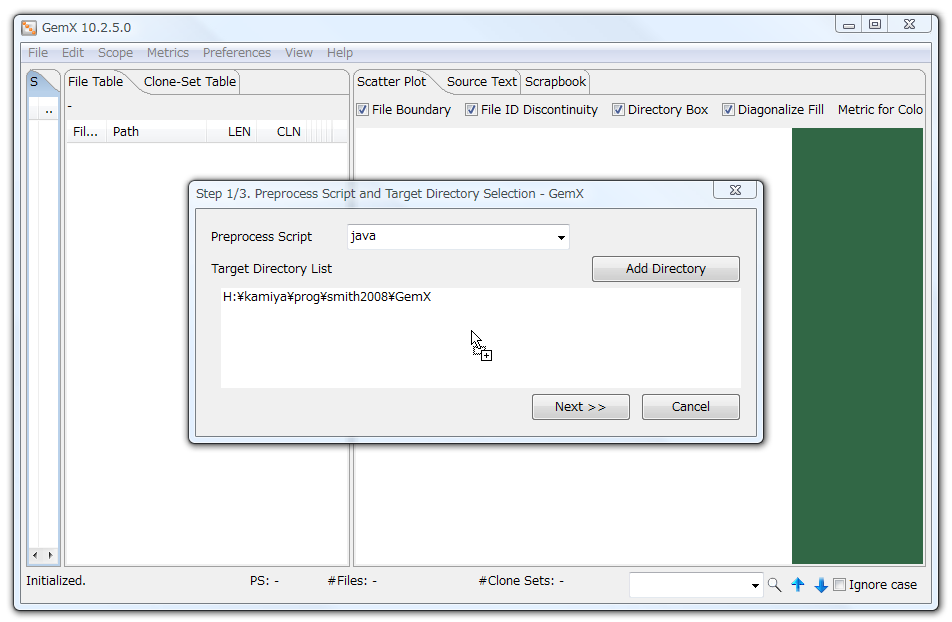 GemX 10.2.5.0
File Edit Scope Metrics Preferences View Help
S File Table Clone-Set Table Scatter Plot Source Text Scrapbook
.. - File Boundary File ID Discontinuity Directory Box Diagonalize Fill Metric for Colo
Fil... Path LEN CLN
Step 1/3. Preprocess Script and Target Directory Selection - GemX
Preprocess Script java
Target Directory List Add Directory
H:¥kamiya¥prog¥smith2008¥GemX
Next >> Cancel
Initialized. PS: - #Files: - #Clone Sets: - Ignore case